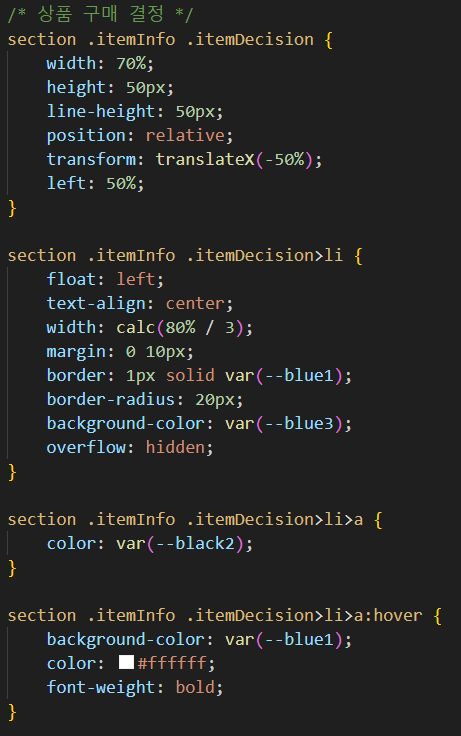 /* 상품 구매 결정 */
section .itemInfo .itemDecision {
    width: 70%;
    height: 50px;
    line-height: 50px;
    position: relative;
    transform: translateX(-50%);
    left: 50%;
}

section .itemInfo .itemDecision>li {
    float: left;
    text-align: center;
    width: calc(80% / 3);
    margin: 0 10px;
    border: 1px solid var(--blue1);
    border-radius: 20px;
    background-color: var(--blue3);
    overflow: hidden;
}

section .itemInfo .itemDecision>li>a {
    color: var(--black2);
}

section .itemInfo .itemDecision>li>a:hover {
    background-color: var(--blue1);
    color: #ffffff;
    font-weight: bold;
}